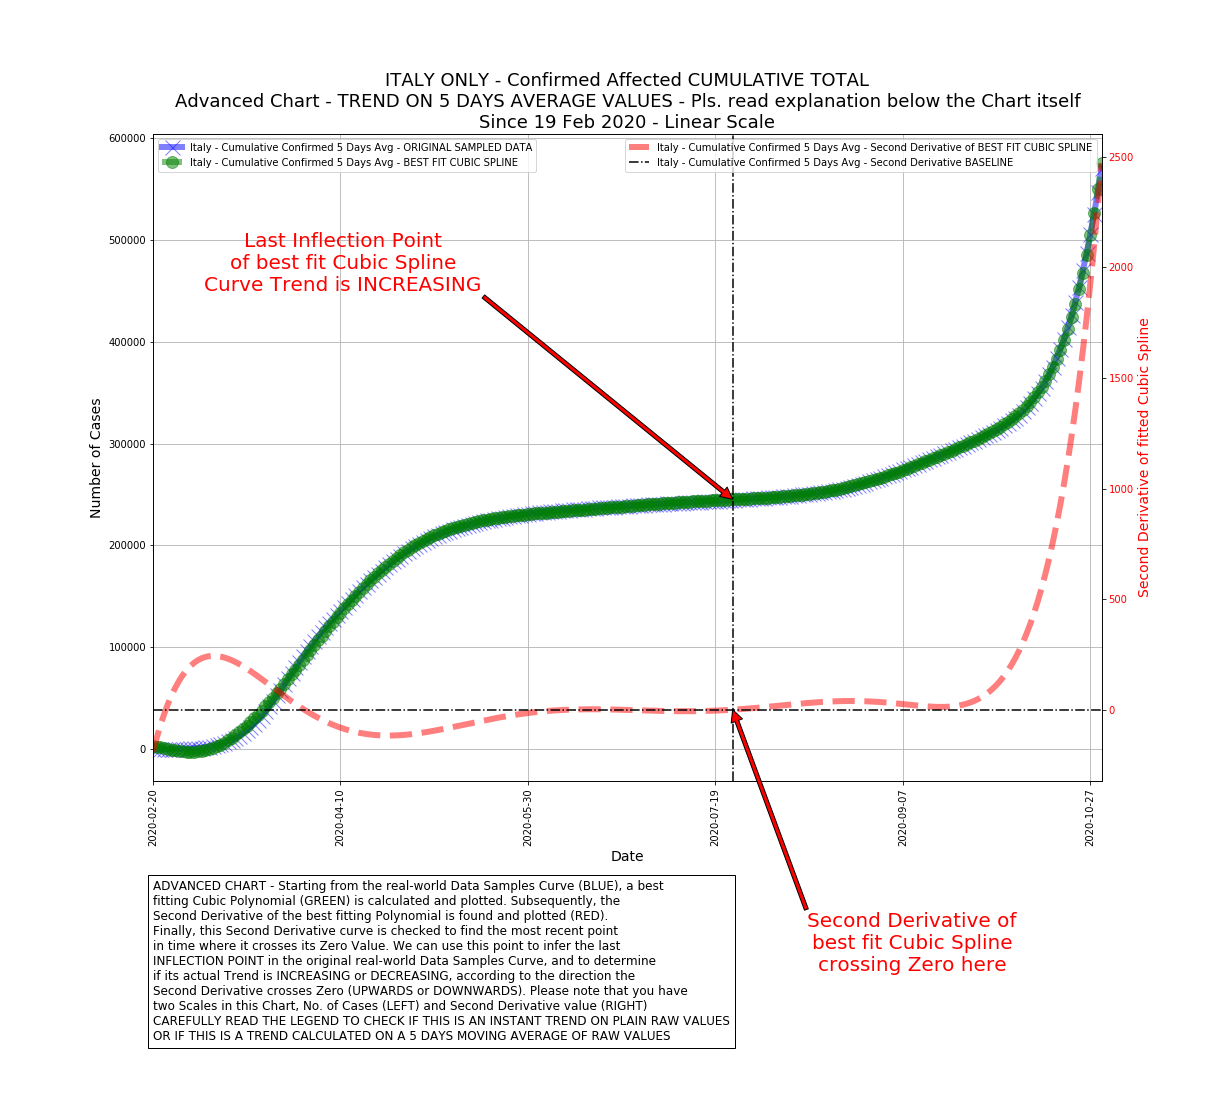 ITALY ONLY - Confirmed Affected CUMULATIVE TOTAL
Advanced Chart - TREND ON 5 DAYS AVERAGE VALUES - Pls. read explanation below the Chart itself
Since 19 Feb 2020 - Linear Scale
Italy - Cumulative Confirmed 5 Days Avg - ORIGINAL SAMPLED DATA
Italy - Cumulative Confirmed 5 Days Avg - BEST FIT CUBIC SPLINE
Italy - Cumulative Confirmed 5 Days Avg - Second Derivative of BEST FIT CUBIC SPLINE
Italy - Cumulative Confirmed 5 Days Avg - Second Derivative BASELINE
600000
500000
400000
300000
200000
100000
0
Number of Cases
2500
2000
1500
1000
500
0
Second Derivative of fitted Cubic Spline
Last Inflection Point
of best fit Cubic Spline
Curve Trend is INCREASING
2020-02-20
2020-04-10
2020-05-30
2020-07-19
2020-09-07
2020-10-27
Date
Second Derivative of
best fit Cubic Spline
crossing Zero here
ADVANCED CHART - Starting from the real-world Data Samples Curve (BLUE), a best
fitting Cubic Polynomial (GREEN) is calculated and plotted. Subsequently, the
Second Derivative of the best fitting Polynomial is found and plotted (RED).
Finally, this Second Derivative curve is checked to find the most recent point
in time where it crosses its Zero Value. We can use this point to infer the last
INFLECTION POINT in the original real-world Data Samples Curve, and to determine
if its actual Trend is INCREASING or DECREASING, according to the direction the
Second Derivative crosses Zero (UPWARDS or DOWNWARDS). Please note that you have
two Scales in this Chart, No. of Cases (LEFT) and Second Derivative value (RIGHT)
CAREFULLY READ THE LEGEND TO CHECK IF THIS IS AN INSTANT TREND ON PLAIN RAW VALUES
OR IF THIS IS A TREND CALCULATED ON A 5 DAYS MOVING AVERAGE OF RAW VALUES